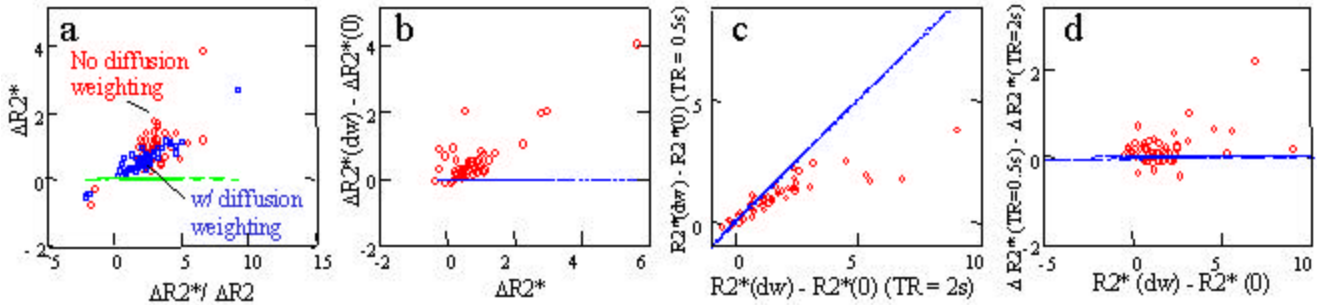 a
No diffusion
weighting
w/ diffusion
weighting
ΔR2*
4
2
0
-2
-5
0
5
10
15
ΔR2*/ ΔR2
b
ΔR2*(dw) - ΔR2*(0)
4
2
0
-2
-2
0
2
4
6
ΔR2*
c
R2*(dw) - R2*(0) (TR = 0.5s)
5
0
0
5
10
R2*(dw) - R2*(0) (TR = 2s)
d
ΔR2* (TR=0.5s) - ΔR2* (TR=2s)
2
0
-2
-5
0
5
10
R2* (dw) - R2* (0)